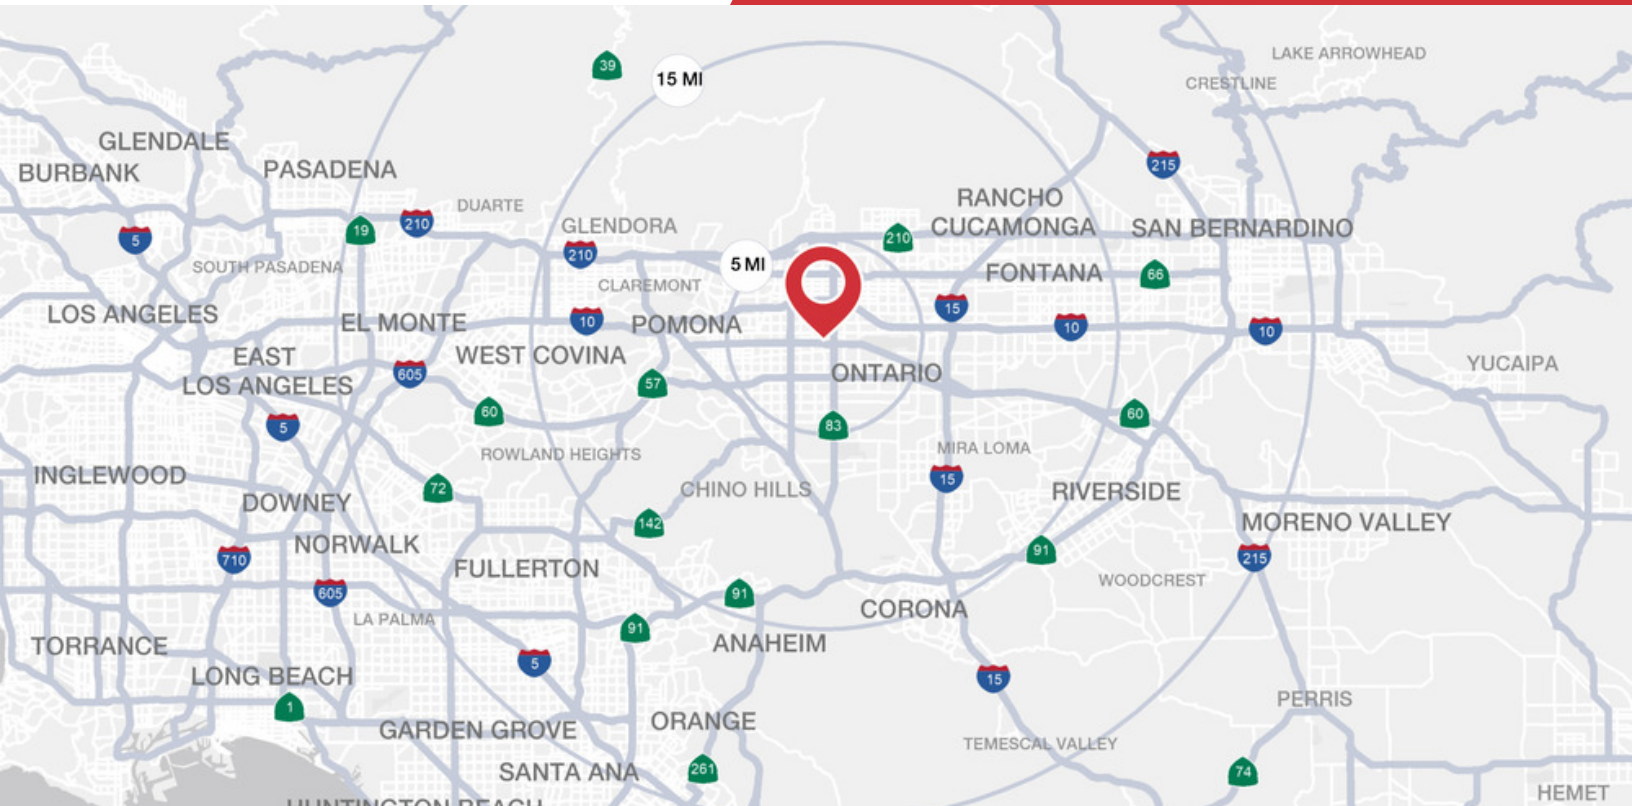 39
15 MI
LAKE ARROWHEAD
CRESTLINE
GLENDALE
BURBANK
PASADENA
215
DUARTE
RANCHO
CUCAMONGA
GLENDORA
SAN BERNARDINO
5
19
210
210
210
SOUTH PASADENA
5 MI
CLAREMONT
FONTANA
66
LOS ANGELES
EL MONTE
10
POMONA
15
10
10
EAST
LOS ANGELES
WEST COVINA
605
57
ONTARIO
YUCAIPA
5
60
83
60
ROWLAND HEIGHTS
MIRA LOMA
INGLEWOOD
DOWNEY
72
CHINO HILLS
15
RIVERSIDE
142
MORENO VALLEY
710
NORWALK
FULLERTON
91
215
605
91
WOODCREST
LA PALMA
91
CORONA
TORRANCE
ANAHEIM
LONG BEACH
5
15
1
PERRIS
GARDEN GROVE
ORANGE
TEMESCAL VALLEY
SANTA ANA
261
74
HUNTINGTON BEACH
HEMET